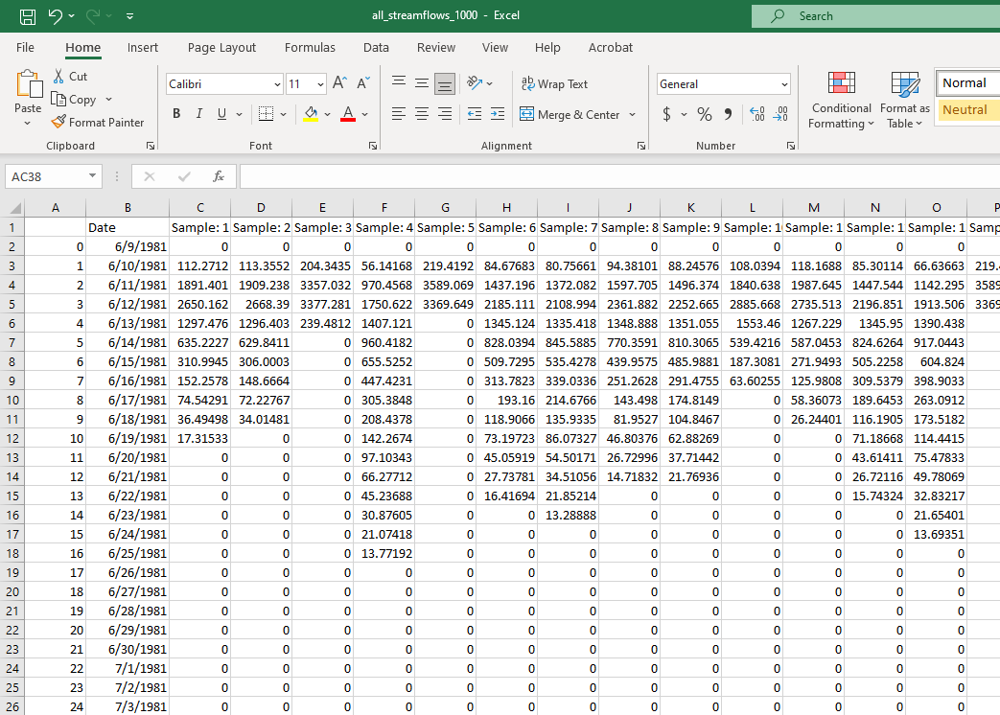 all_streamflows_1000 - Excel
Search
File Home Insert Page Layout Formulas Data Review View Help Acrobat
Paste
Cut
Copy
Format Painter
Calibri 11 A A
B I U A
Wrap Text
Merge & Center
General
$ % 9
Conditional Formatting
Format as Table
Normal
Neutral
Clipboard Font Alignment Number
AC38 fx
A B C D E F G H I J K L M N O P
1 Date Sample: 1 Sample: 2 Sample: 3 Sample: 4 Sample: 5 Sample: 6 Sample: 7 Sample: 8 Sample: 9 Sample: 1 Sample: 1 Sample: 1 Sample: 1 Samp
2 0 6/9/1981 0 0 0 0 0 0 0 0 0 0 0 0 0
3 1 6/10/1981 112.2712 113.3552 204.3435 56.14168 219.4192 84.67683 80.75661 94.38101 88.24576 108.0394 118.1688 85.30114 66.63663 219.
4 2 6/11/1981 1891.401 1909.238 3357.032 970.4568 3589.069 1437.196 1372.082 1597.705 1496.374 1840.638 1987.645 1447.544 1142.295 3589
5 3 6/12/1981 2650.162 2668.39 3377.281 1750.622 3369.649 2185.111 2108.994 2361.882 2252.665 2885.668 2735.513 2196.851 1913.506 3369
6 4 6/13/1981 1297.476 1296.403 239.4812 1407.121 0 1345.124 1335.418 1348.888 1351.055 1553.46 1267.229 1345.95 1390.438
7 5 6/14/1981 635.2227 629.8411 0 960.4182 0 828.0394 845.5885 770.3591 810.3065 539.4216 587.0453 824.6264 917.0443
8 6 6/15/1981 310.9945 306.0003 0 655.5252 0 509.7295 535.4278 439.9575 485.9881 187.3081 271.9493 505.2258 604.824
9 7 6/16/1981 152.2578 148.6664 0 447.4231 0 313.7823 339.0336 251.2628 291.4755 63.60255 125.9808 309.5379 398.9033
10 8 6/17/1981 74.54291 72.22767 0 305.3848 0 193.16 214.6766 143.498 174.8149 0 58.36073 189.6453 263.0912
11 9 6/18/1981 36.49498 34.01481 0 208.4378 0 118.9066 135.9335 81.9527 104.8467 0 26.24401 116.1905 173.5182
12 10 6/19/1981 17.31533 0 0 142.2674 0 73.19723 86.07327 46.80376 62.88269 0 0 71.18668 114.4415
13 11 6/20/1981 0 0 0 97.10343 0 45.05919 54.50171 26.72996 37.71442 0 0 43.61411 75.47833
14 12 6/21/1981 0 0 0 66.27712 0 27.73781 34.51056 14.71832 21.76936 0 0 26.72116 49.78069
15 13 6/22/1981 0 0 0 45.23688 0 16.41694 21.85214 0 0 0 0 15.74324 32.83217
16 14 6/23/1981 0 0 0 30.87605 0 0 13.28888 0 0 0 0 0 21.65401
17 15 6/24/1981 0 0 0 21.07418 0 0 0 0 0 0 0 0 13.69351
18 16 6/25/1981 0 0 0 13.77192 0 0 0 0 0 0 0 0 0
19 17 6/26/1981 0 0 0 0 0 0 0 0 0 0 0 0 0
20 18 6/27/1981 0 0 0 0 0 0 0 0 0 0 0 0 0
21 19 6/28/1981 0 0 0 0 0 0 0 0 0 0 0 0 0
22 20 6/29/1981 0 0 0 0 0 0 0 0 0 0 0 0 0
23 21 6/30/1981 0 0 0 0 0 0 0 0 0 0 0 0 0
24 22 7/1/1981 0 0 0 0 0 0 0 0 0 0 0 0 0
25 23 7/2/1981 0 0 0 0 0 0 0 0 0 0 0 0 0
26 24 7/3/1981 0 0 0 0 0 0 0 0 0 0 0 0 0